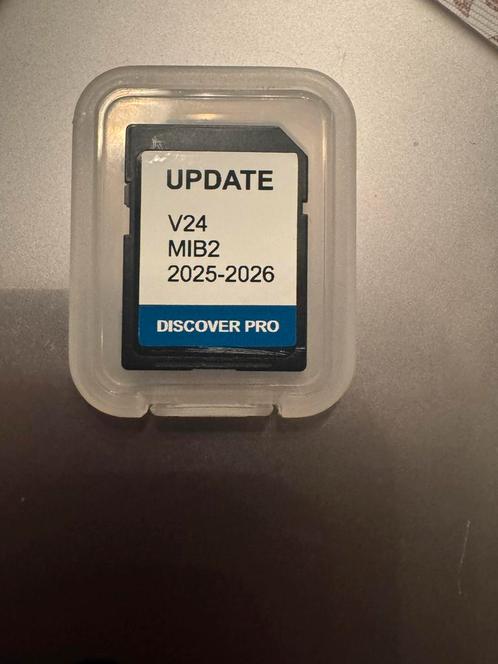 UPDATE
V24
MIB2
2025-2026
DISCOVER PRO